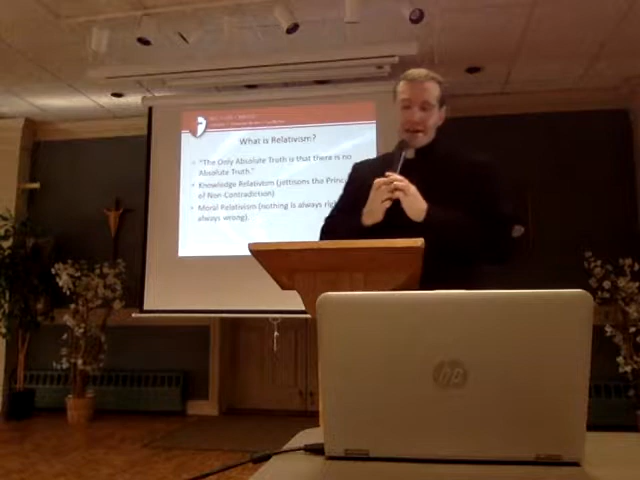 What is Relativism?
• "The Only Absolute Truth is that there is no
Absolute Truth."
• Knowledge Relativism (jettisons the Princ
of Non-Contradiction)
• Moral Relativism (nothing is always rig
always wrong).
hp